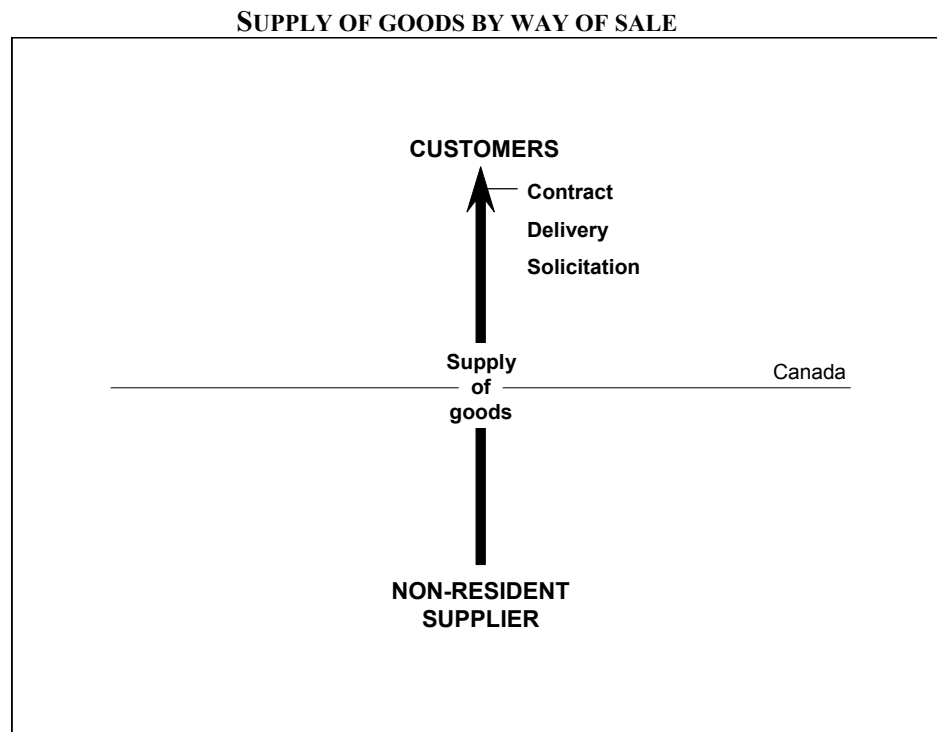 SUPPLY OF GOODS BY WAY OF SALE
CUSTOMERS
Contract
Delivery
Solicitation
Supply
of
goods
Canada
NON-RESIDENT
SUPPLIER